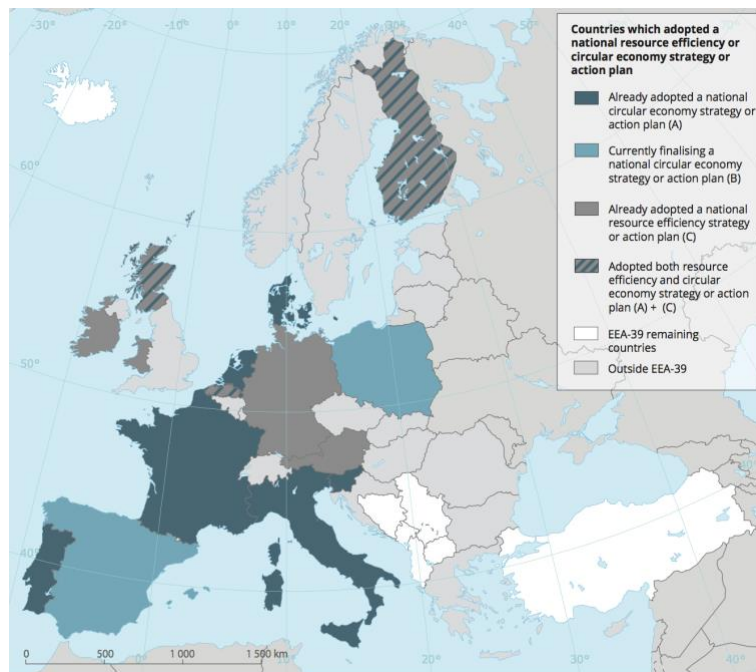 -30°
-20°
-10°
0°
10°
20°
30°
40°
50°
60°
70°
Countries which adopted a
national resource efficiency or
circular economy strategy or
action plan
Already adopted a national
circular economy strategy or
action plan (A)
Currently finalising a
national circular economy
strategy or action plan (B)
Already adopted a national
resource efficiency strategy
or action plan (C)
Adopted both resource
efficiency and circular
economy strategy or action
plan (A) + (C)
EEA-39 remaining
countries
Outside EEA-39
60°
50°
40°
0 500 1 000 1 500 km
0°
10°
20°
30°
40°